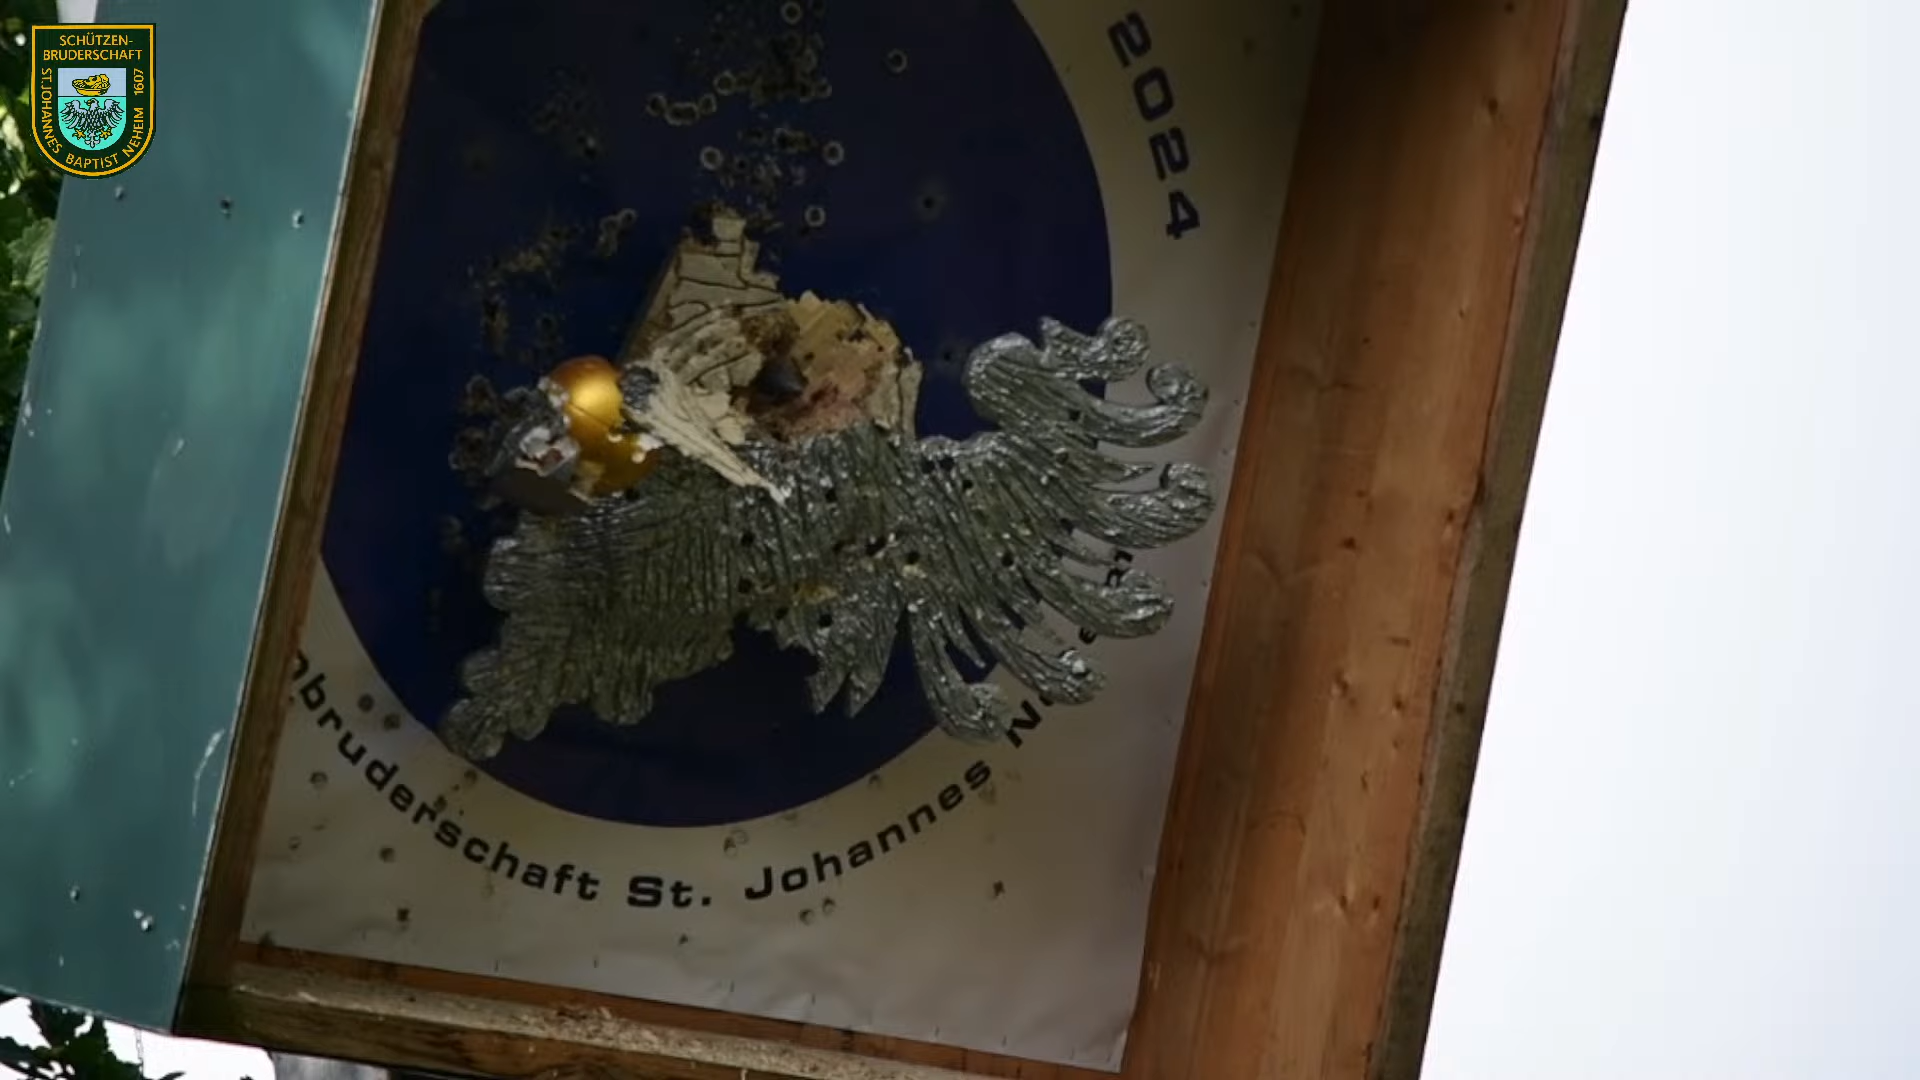 SCHÜTZEN-
BRUDERSCHAFT
ST. JOHANNES BAPTIST NEHEIM 1607
2024
bruderschaft St. Johannes